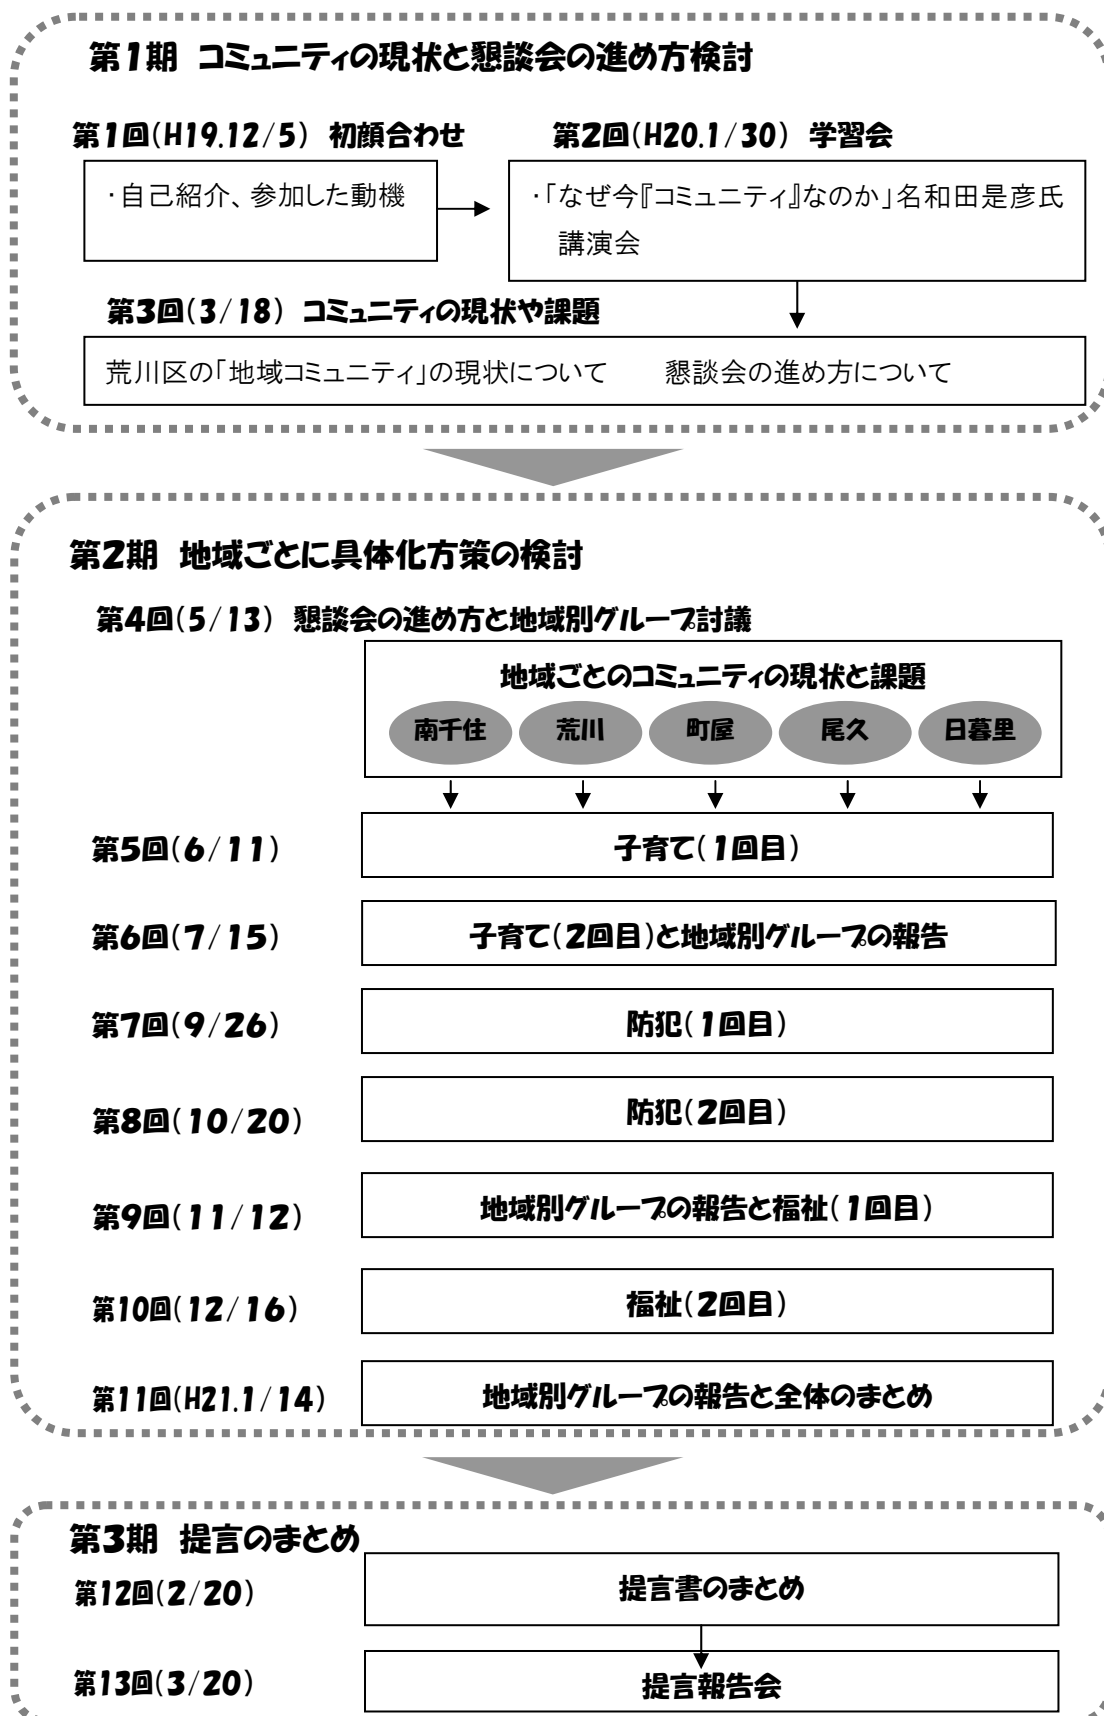 第1期 コミュニティの現状と懇談会の進め方検討
第1回(H19.12/5) 初顔合わせ
第2回(H20.1/30) 学習会
・自己紹介、参加した動機
・「なぜ今『コミュニティ』なのか」名和田是彦氏
講演会
第3回(3/18) コミュニティの現状や課題
荒川区の「地域コミュニティ」の現状について 懇談会の進め方について
第2期 地域ごとに具体化方策の検討
第4回(5/13) 懇談会の進め方と地域別グループ討議
地域ごとのコミュニティの現状と課題
南千住 荒川 町屋 尾久 日暮里
第5回(6/11) 子育て(1回目)
第6回(7/15) 子育て(2回目)と地域別グループの報告
第7回(9/26) 防犯(1回目)
第8回(10/20) 防犯(2回目)
第9回(11/12) 地域別グループの報告と福祉(1回目)
第10回(12/16) 福祉(2回目)
第11回(H21.1/14) 地域別グループの報告と全体のまとめ
第3期 提言のまとめ
第12回(2/20) 提言書のまとめ
第13回(3/20) 提言報告会